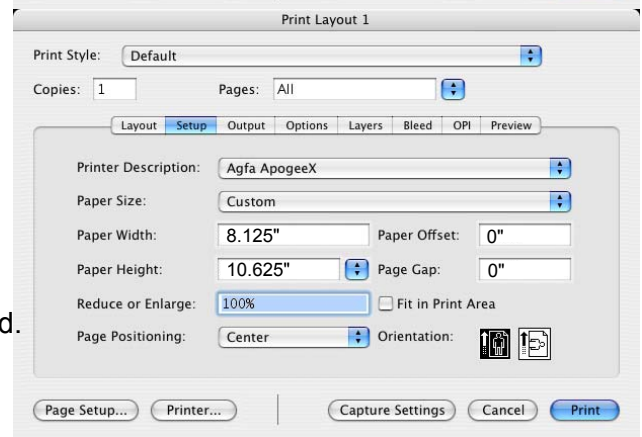 Print Layout 1
Print Style: Default
Copies: 1 Pages: All
Layout Setup Output Options Layers Bleed OPI Preview
Printer Description: Agfa ApogeeX
Paper Size: Custom
Paper Width: 8.125" Paper Offset: 0"
Paper Height: 10.625" Page Gap: 0"
Reduce or Enlarge: 100% Fit in Print Area
d.
Page Positioning: Center Orientation:
Page Setup... Printer... Capture Settings Cancel Print